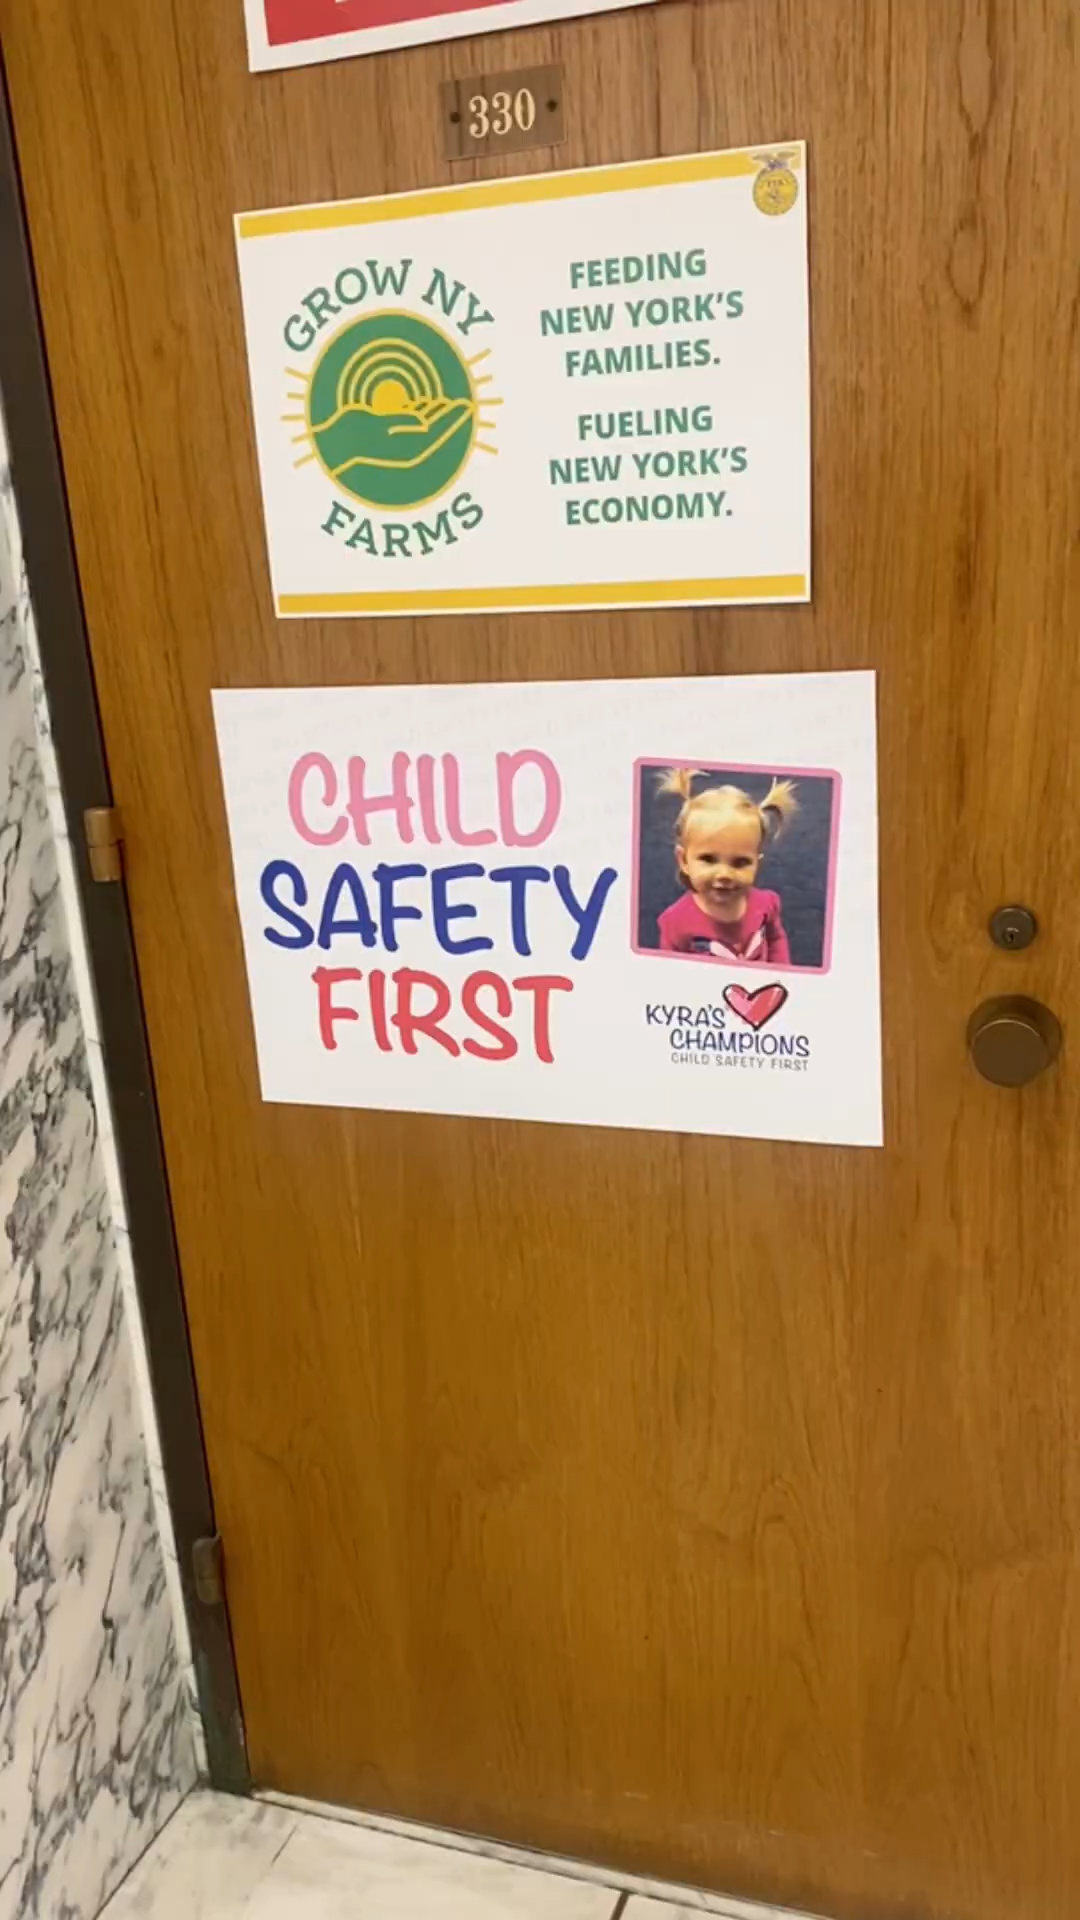 330
GROW NY
FARMS
FEEDING
NEW YORK'S
FAMILIES.
FUELING
NEW YORK'S
ECONOMY.
CHILD
SAFETY
FIRST
KYRA'S
CHAMPIONS
CHILD SAFETY FIRST